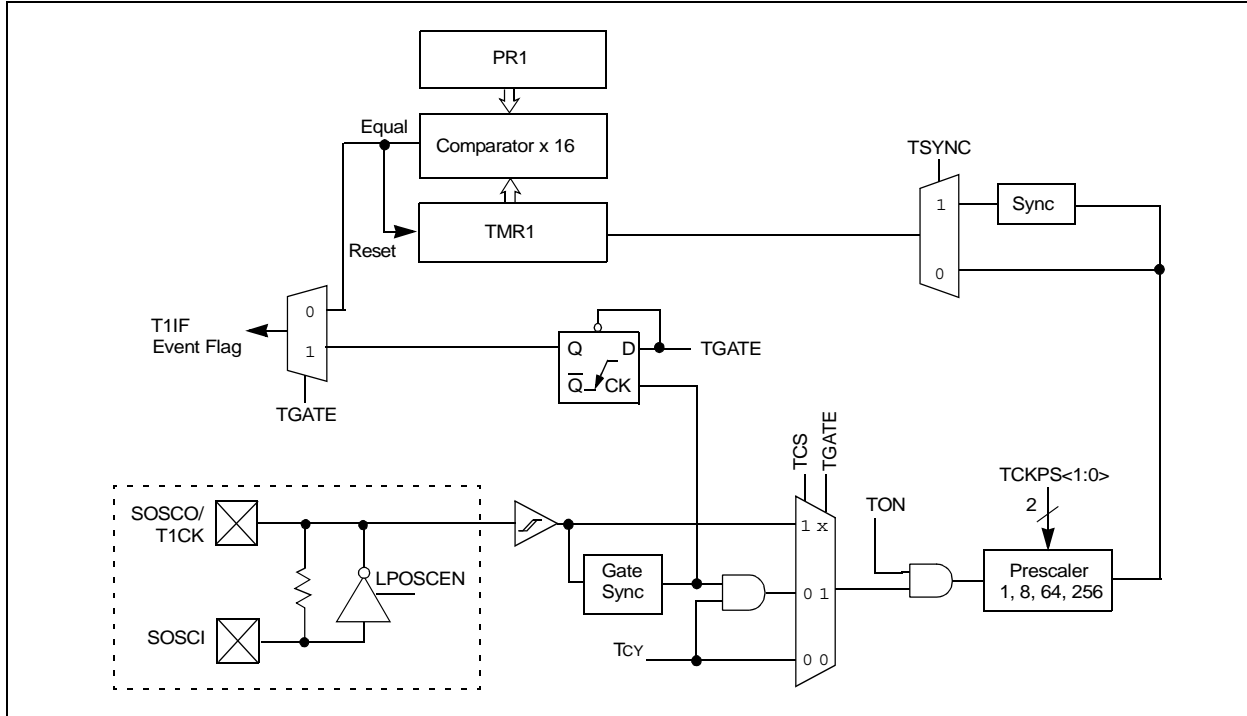 PR1
Equal
Comparator x 16
TSYNC
1
Sync
TMR1
Reset
0
0
T1IF
Event Flag
1
Q
D
TGATE
Q̅
CK
TGATE
TCS
TGATE
TCKPS<1:0>
2
TON
SOSCO/
T1CK
1 x
Gate
Sync
LPOSCEN
Prescaler
1, 8, 64, 256
0 1
SOSCI
TCY
0 0